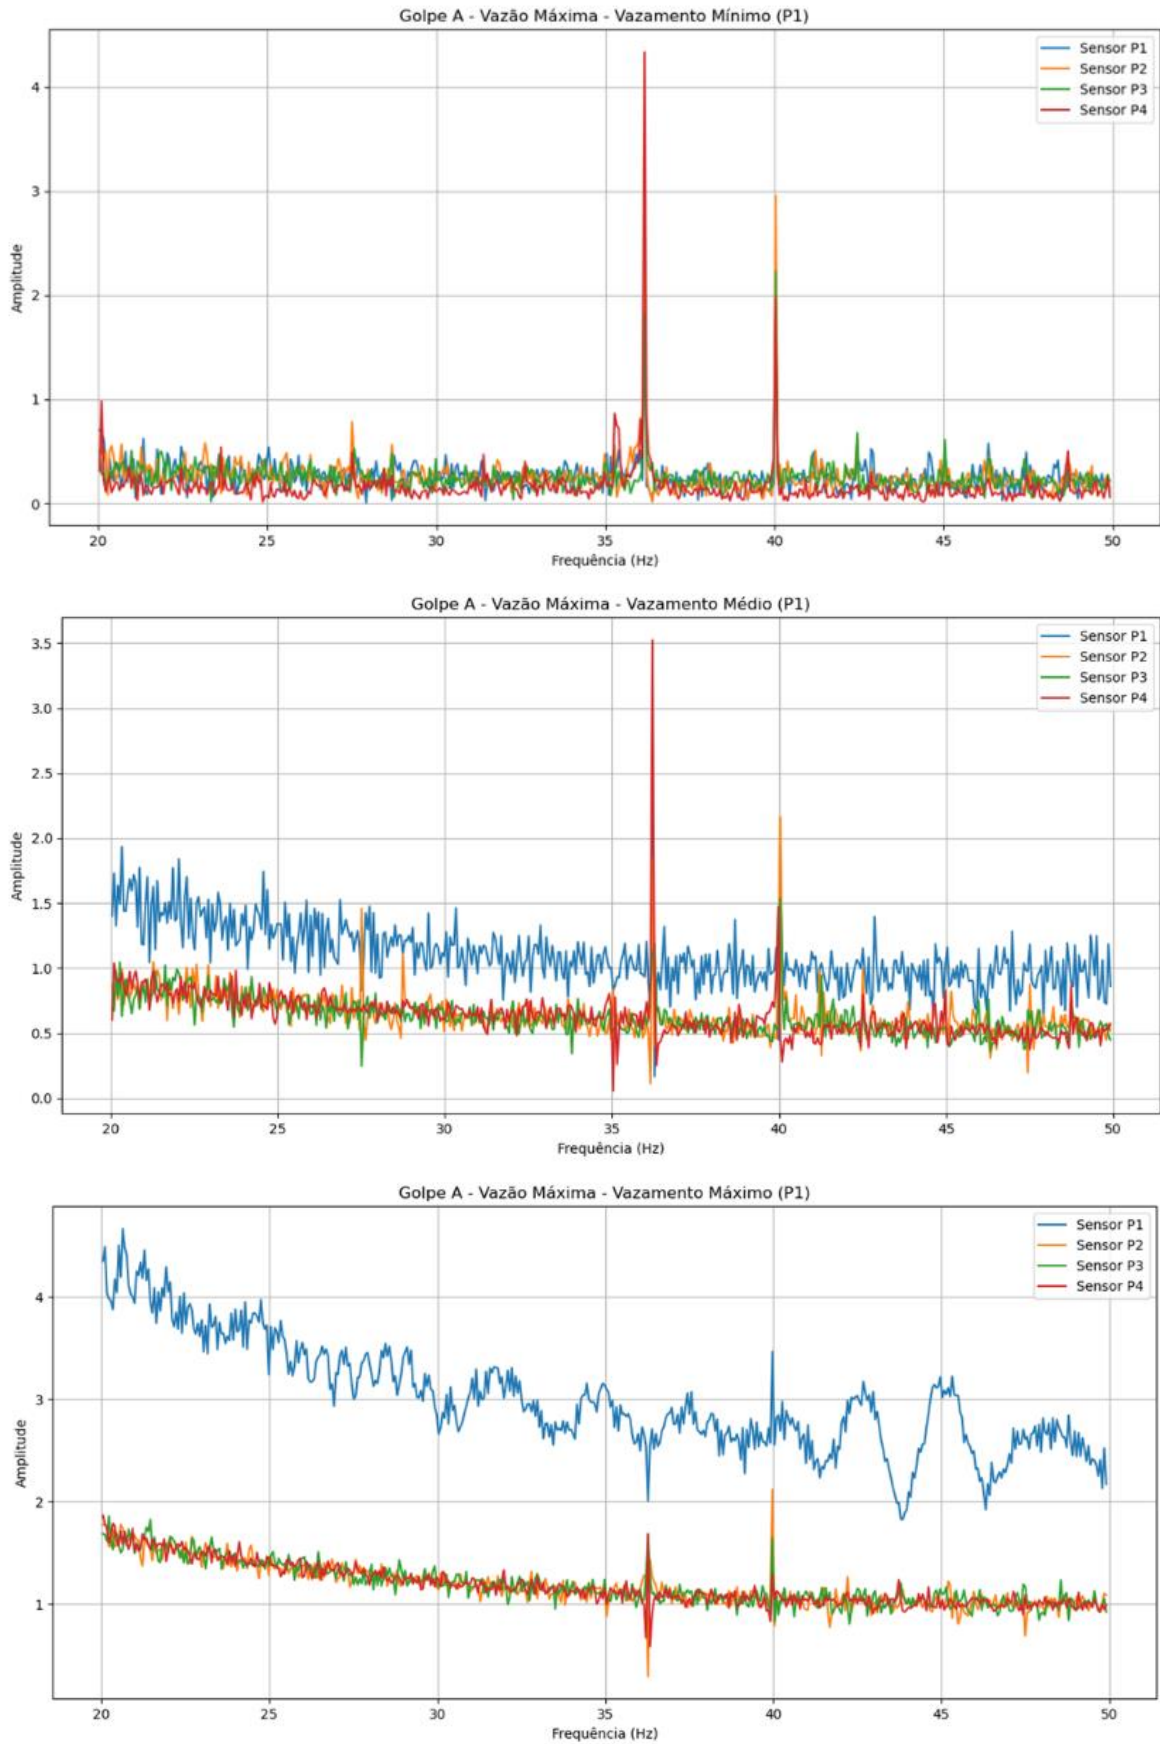 Golpe A - Vazão Máxima - Vazamento Mínimo (P1)
Sensor P1
Sensor P2
Sensor P3
Sensor P4
4
3
2
1
0
Amplitude
20
25
30
35
40
45
50
Frequência (Hz)
Golpe A - Vazão Máxima - Vazamento Médio (P1)
Sensor P1
Sensor P2
Sensor P3
Sensor P4
3.5
3.0
2.5
2.0
1.5
1.0
0.5
0.0
Amplitude
20
25
30
35
40
45
50
Frequência (Hz)
Golpe A - Vazão Máxima - Vazamento Máximo (P1)
Sensor P1
Sensor P2
Sensor P3
Sensor P4
4
3
2
1
Amplitude
20
25
30
35
40
45
50
Frequência (Hz)